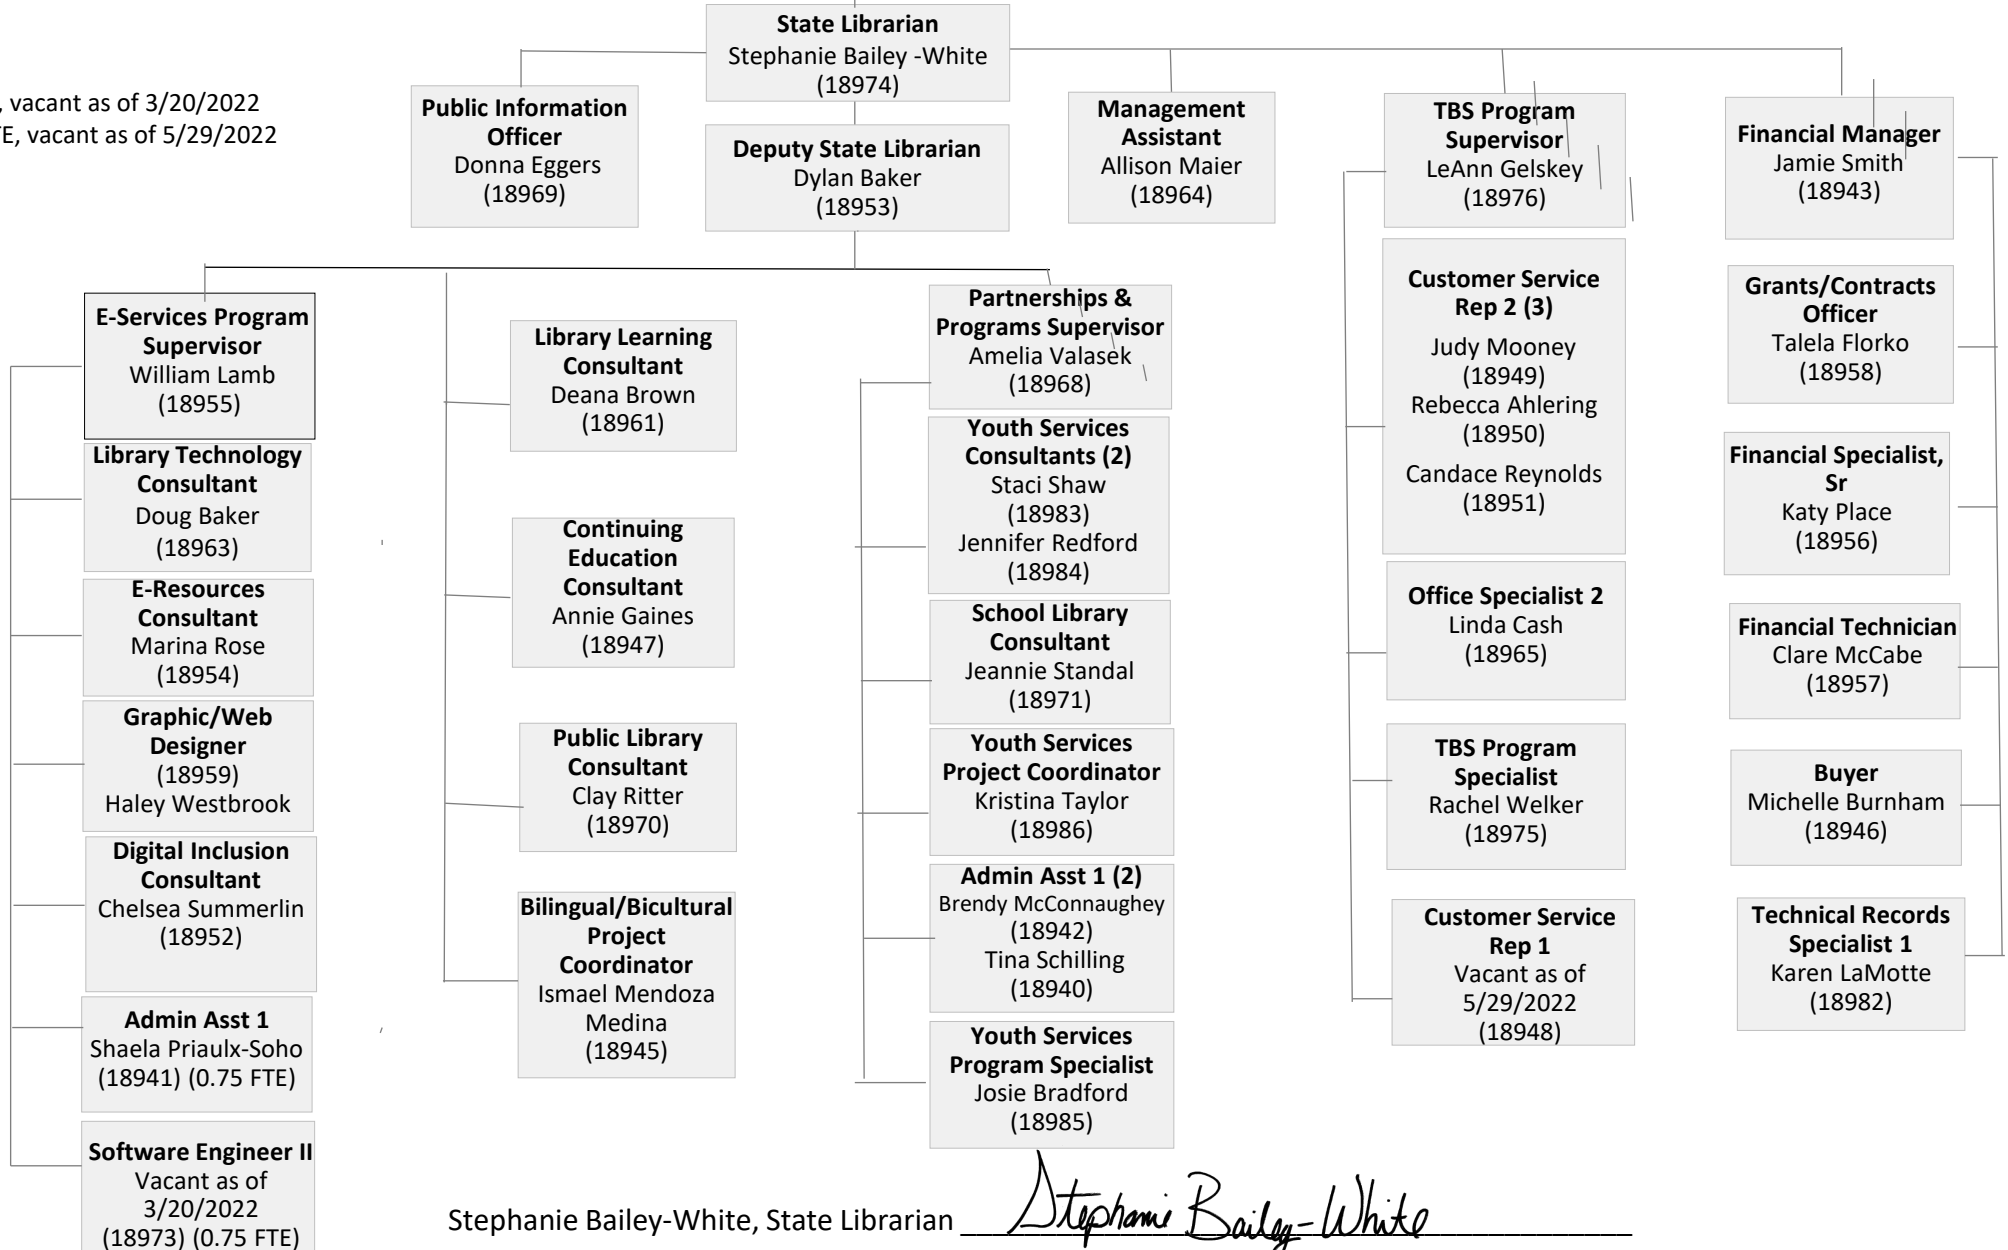 State Librarian
Stephanie Bailey -White
(18974)
, vacant as of 3/20/2022
E, vacant as of 5/29/2022
Public Information
Officer
Donna Eggers
(18969)
Deputy State Librarian
Dylan Baker
(18953)
Management
Assistant
Allison Maier
(18964)
TBS Program
Supervisor
LeAnn Gelskey
(18976)
Financial Manager
Jamie Smith
(18943)
E-Services Program
Supervisor
William Lamb
(18955)
Library Technology
Consultant
Doug Baker
(18963)
E-Resources
Consultant
Marina Rose
(18954)
Graphic/Web
Designer
(18959)
Haley Westbrook
Digital Inclusion
Consultant
Chelsea Summerlin
(18952)
Admin Asst 1
Shaela Priaulx-Soho
(18941) (0.75 FTE)
Software Engineer II
Vacant as of
3/20/2022
(18973) (0.75 FTE)
Library Learning
Consultant
Deana Brown
(18961)
Continuing
Education
Consultant
Annie Gaines
(18947)
Public Library
Consultant
Clay Ritter
(18970)
Bilingual/Bicultural
Project
Coordinator
Ismael Mendoza
Medina
(18945)
Partnerships &
Programs Supervisor
Amelia Valasek
(18968)
Youth Services
Consultants (2)
Staci Shaw
(18983)
Jennifer Redford
(18984)
School Library
Consultant
Jeannie Standal
(18971)
Youth Services
Project Coordinator
Kristina Taylor
(18986)
Admin Asst 1 (2)
Brendy McConnaughey
(18942)
Tina Schilling
(18940)
Youth Services
Program Specialist
Josie Bradford
(18985)
Customer Service
Rep 2 (3)
Judy Mooney
(18949)
Rebecca Ahlering
(18950)
Candace Reynolds
(18951)
Office Specialist 2
Linda Cash
(18965)
TBS Program
Specialist
Rachel Welker
(18975)
Customer Service
Rep 1
Vacant as of
5/29/2022
(18948)
Grants/Contracts
Officer
Talela Florko
(18958)
Financial Specialist,
Sr
Katy Place
(18956)
Financial Technician
Clare McCabe
(18957)
Buyer
Michelle Burnham
(18946)
Technical Records
Specialist 1
Karen LaMotte
(18982)
Stephanie Bailey-White, State Librarian Stephanie Bailey-White